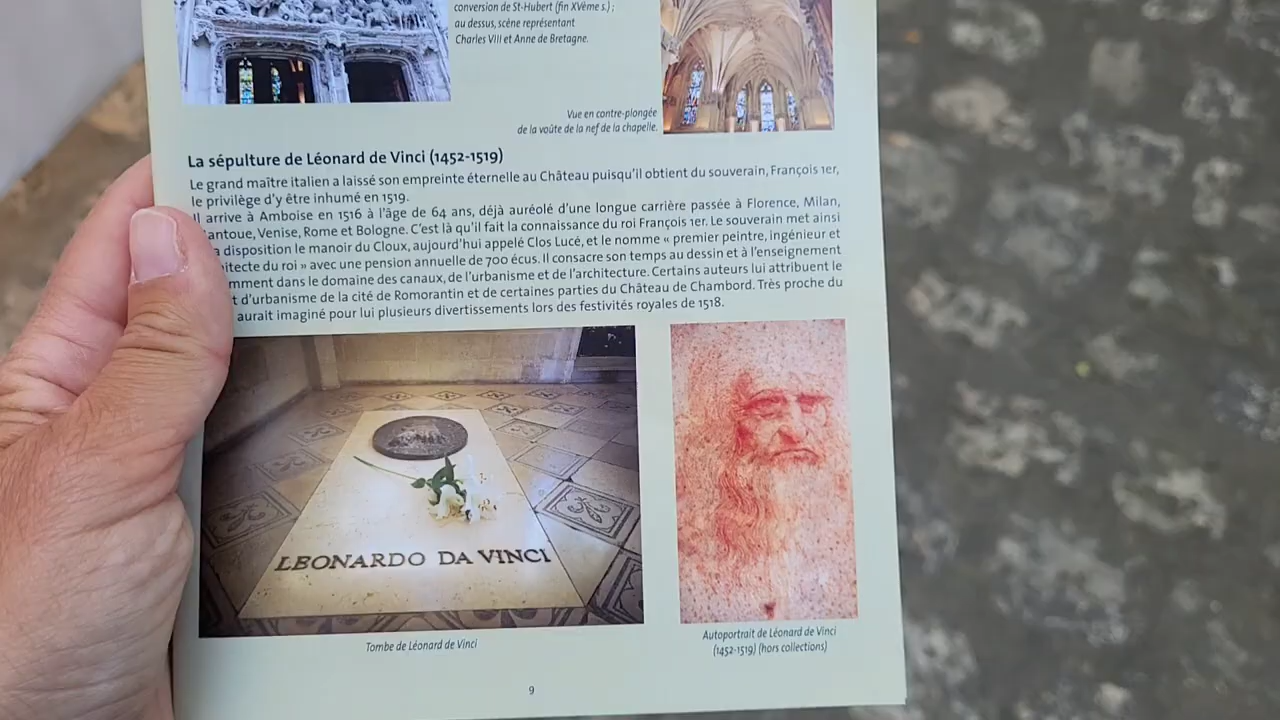 conversion de St-Hubert (fin XVème s.) ;
au dessus, scène représentant
Charles VIII et Anne de Bretagne.
Vue en contre-plongée
de la voûte de la nef de la chapelle.
La sépulture de Léonard de Vinci (1452-1519)
Le grand maître italien a laissé son empreinte éternelle au Château puisqu'il obtient du souverain, François 1er,
le privilège d'y être inhumé en 1519.
Il arrive à Amboise en 1516 à l'âge de 64 ans, déjà auréolé d'une longue carrière passée à Florence, Milan,
antoue, Venise, Rome et Bologne. C'est là qu'il fait la connaissance du roi François 1er. Le souverain met ainsi
a disposition le manoir du Cloux, aujourd'hui appelé Clos Lucé, et le nomme « premier peintre, ingénieur et
itecte du roi » avec une pension annuelle de 700 écus. Il consacre son temps au dessin et à l'enseignement
mment dans le domaine des canaux, de l'urbanisme et de l'architecture. Certains auteurs lui attribuent le
t d'urbanisme de la cité de Romorantin et de certaines parties du Château de Chambord. Très proche du
aurait imaginé pour lui plusieurs divertissements lors des festivités royales de 1518.
LEONARDO DA VINCI
Tombe de Léonard de Vinci
Autoportrait de Léonard de Vinci
(1452-1519) (hors collections)
9